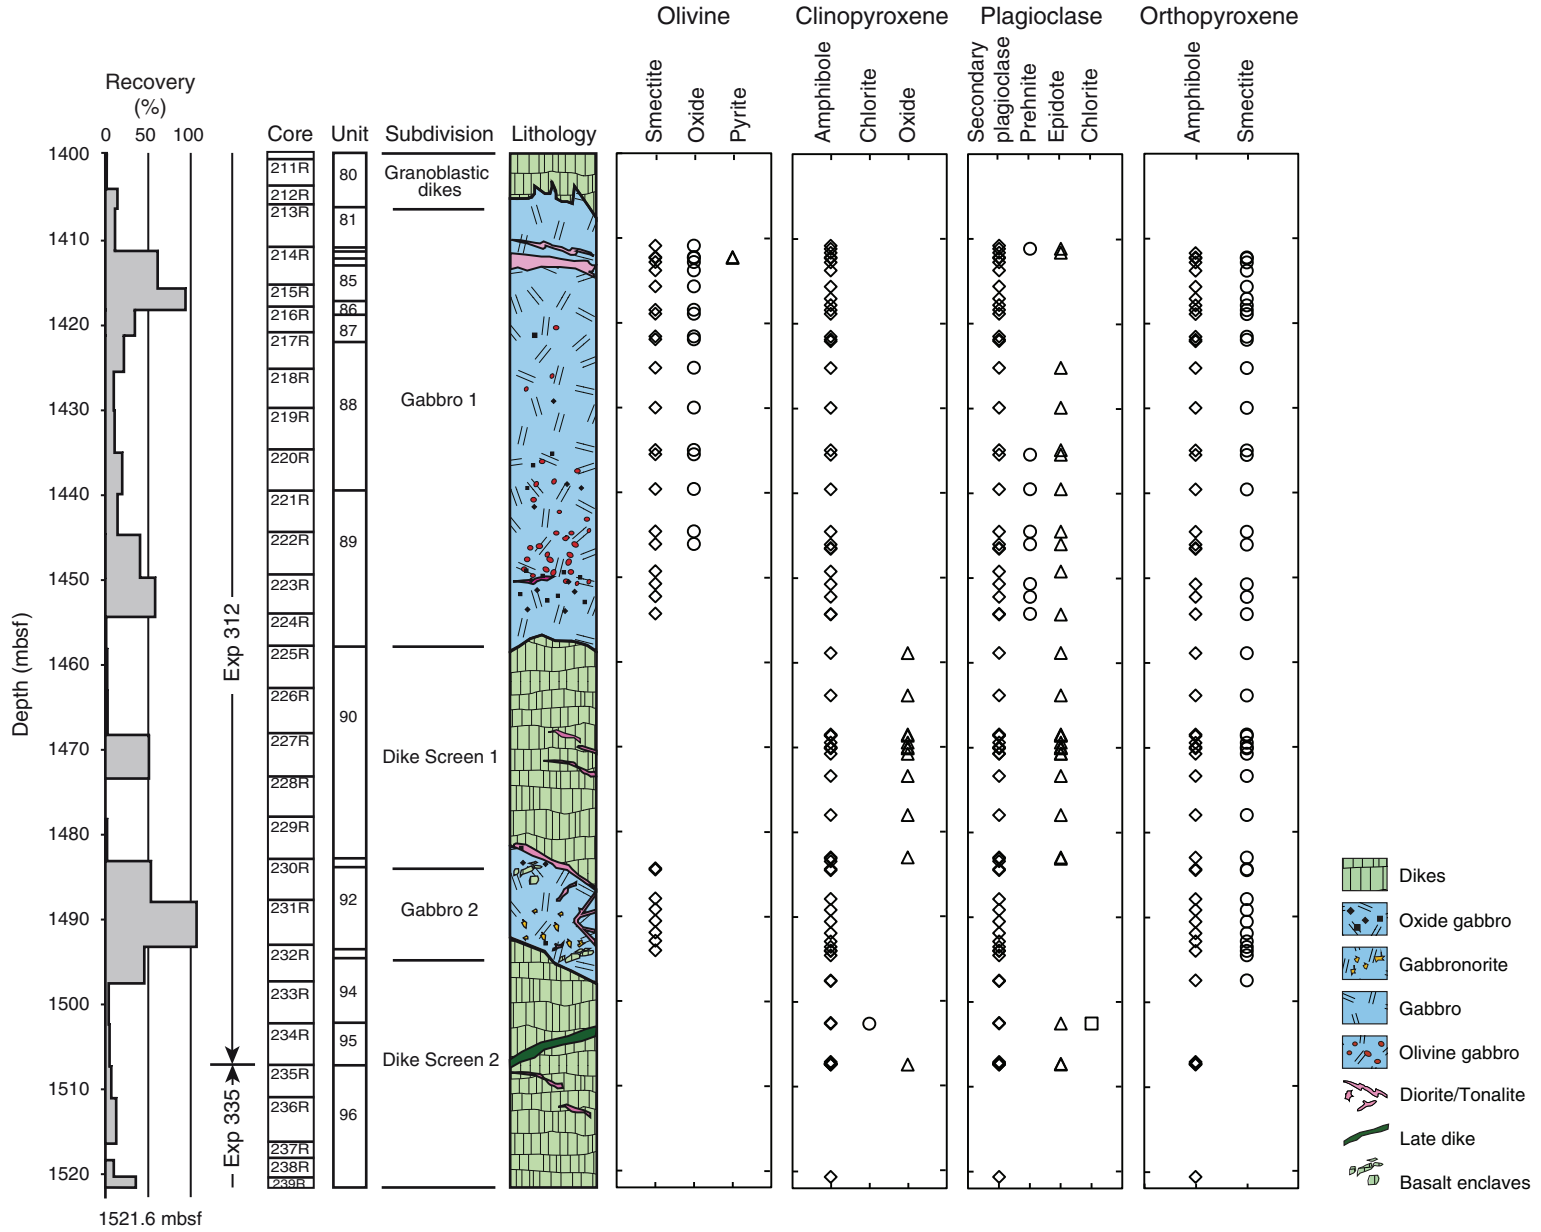 Olivine Clinopyroxene Plagioclase Orthopyroxene
Smectite
Oxide
Pyrite
Amphibole
Chlorite
Oxide
Secondary
plagioclase
Prehnite
Epidote
Chlorite
Amphibole
Smectite
Recovery
(%)
0 50 100
Core Unit Subdivision Lithology
Depth (mbsf)
1400
1410
1420
1430
1440
1450
1460
1470
1480
1490
1500
1510
1520
1521.6 mbsf
Exp 312
Exp 335
211R
212R
213R
214R
215R
216R
217R
218R
219R
220R
221R
222R
223R
224R
225R
226R
227R
228R
229R
230R
231R
232R
233R
234R
235R
236R
237R
238R
239R
80
81
85
86
87
88
89
90
92
94
95
96
Granoblastic
dikes
Gabbro 1
Dike Screen 1
Gabbro 2
Dike Screen 2
Dikes
Oxide gabbro
Gabbronorite
Gabbro
Olivine gabbro
Diorite/Tonalite
Late dike
Basalt enclaves